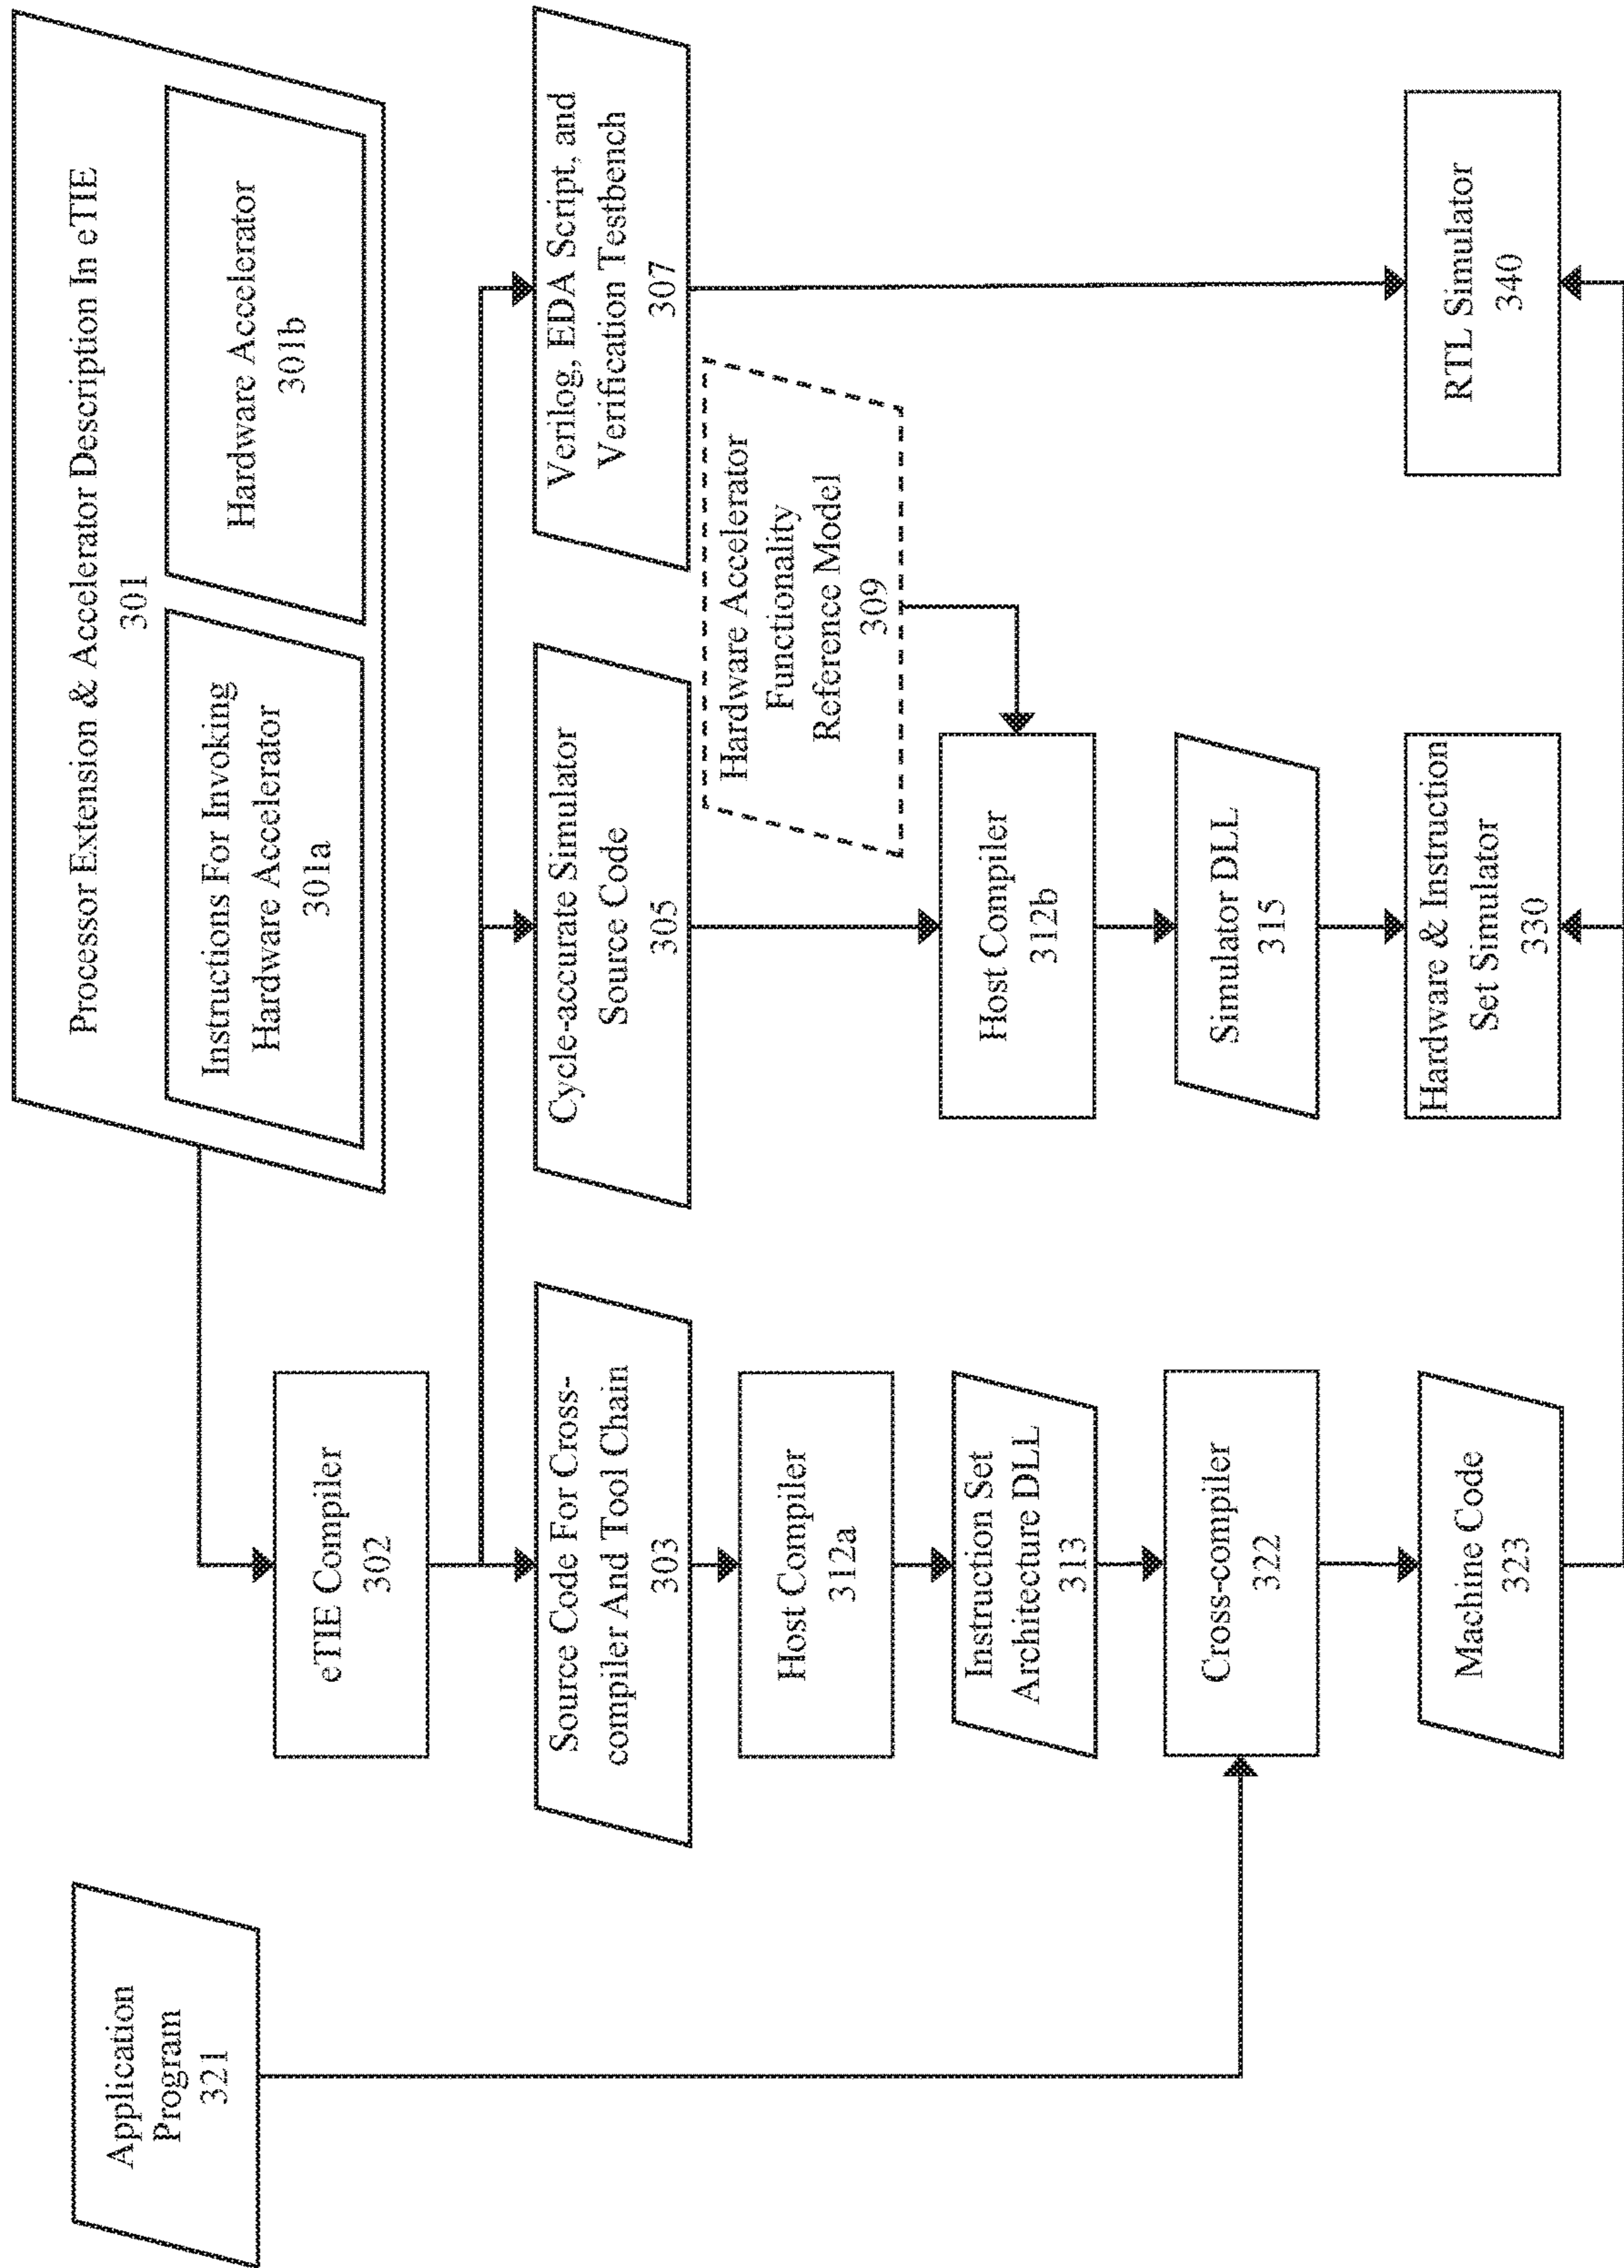 Application
Program
321
Processor Extension & Accelerator Description In eTIE
301
Instructions For Invoking
Hardware Accelerator
301a
Hardware Accelerator
301b
eTIE Compiler
302
Source Code For Cross-
compiler And Tool Chain
303
Cycle-accurate Simulator
Source Code
305
Verilog, EDA Script, and
Verification Testbench
307
Hardware Accelerator
Functionality
Reference Model
309
Host Compiler
312a
Host Compiler
312b
Instruction Set
Architecture DLL
313
Simulator DLL
315
Cross-compiler
322
Machine Code
323
Hardware & Instruction
Set Simulator
330
RTL Simulator
340